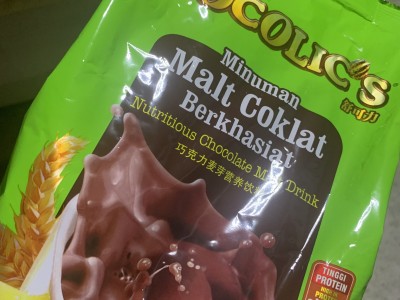 OCOLIC'S
Minuman
Malt Coklat
Berkhasiat
Nutritious Chocolate Malt Drink
巧克力麦芽营养饮
TINGGI
PROTEIN